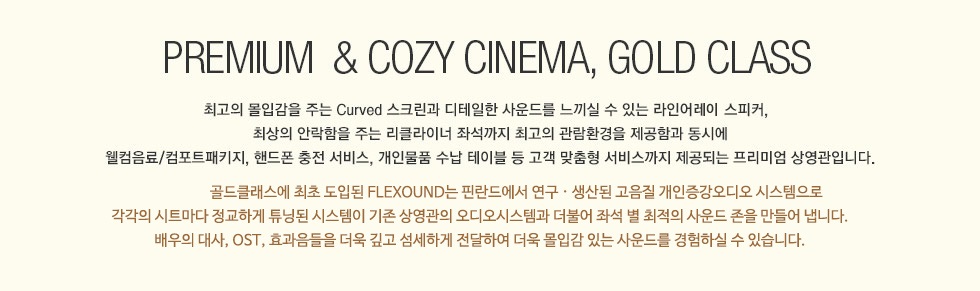 PREMIUM & COZY CINEMA, GOLD CLASS
최고의 몰입감을 주는 Curved 스크린과 디테일한 사운드를 느끼실 수 있는 라인어레이 스피커,
최상의 안락함을 주는 리클라이너 좌석까지 최고의 관람환경을 제공함과 동시에
웰컴음료/컴포트패키지, 핸드폰 충전 서비스, 개인물품 수납 테이블 등 고객 맞춤형 서비스까지 제공되는 프리미엄 상영관입니다.
골드클래스에 최초 도입된 FLEXOUND는 핀란드에서 연구 · 생산된 고음질 개인증강오디오 시스템으로
각각의 시트마다 정교하게 튜닝된 시스템이 기존 상영관의 오디오시스템과 더불어 좌석 별 최적의 사운드 존을 만들어 냅니다.
배우의 대사, OST, 효과음들을 더욱 깊고 섬세하게 전달하여 더욱 몰입감 있는 사운드를 경험하실 수 있습니다.